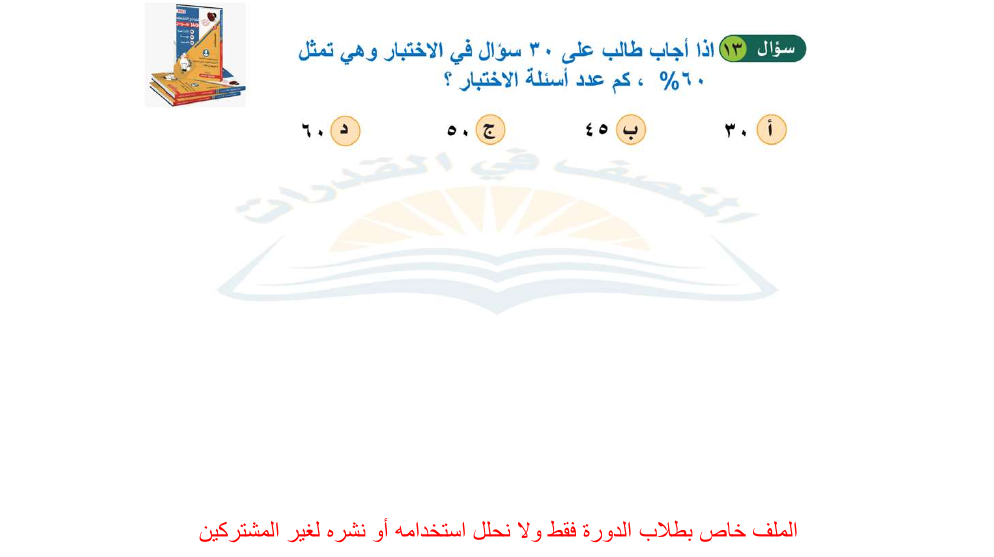 سؤال ١٣ اذا أجاب طالب على ٣٠ سؤال في الاختبار وهي تمثل
٦٠% ، كم عدد أسئلة الاختبار ؟
أ ٣٠ ب ٤٥ ج ٥٠ د ٦٠
المنصف في القدرات
الملف خاص بطلاب الدورة فقط ولا نحلل استخدامه أو نشره لغير المشتركين